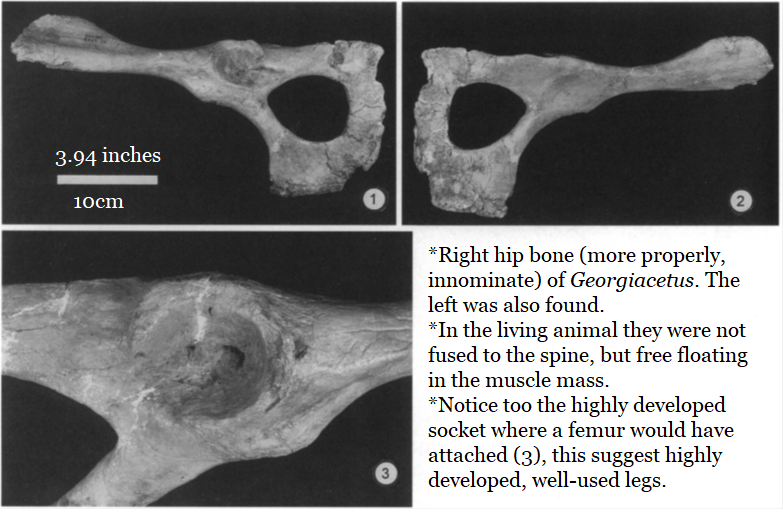 3.94 inches
10cm
1
2
3
*Right hip bone (more properly,
innominate) of Georgiacetus. The
left was also found.
*In the living animal they were not
fused to the spine, but free floating
in the muscle mass.
*Notice too the highly developed
socket where a femur would have
attached (3), this suggest highly
developed, well-used legs.